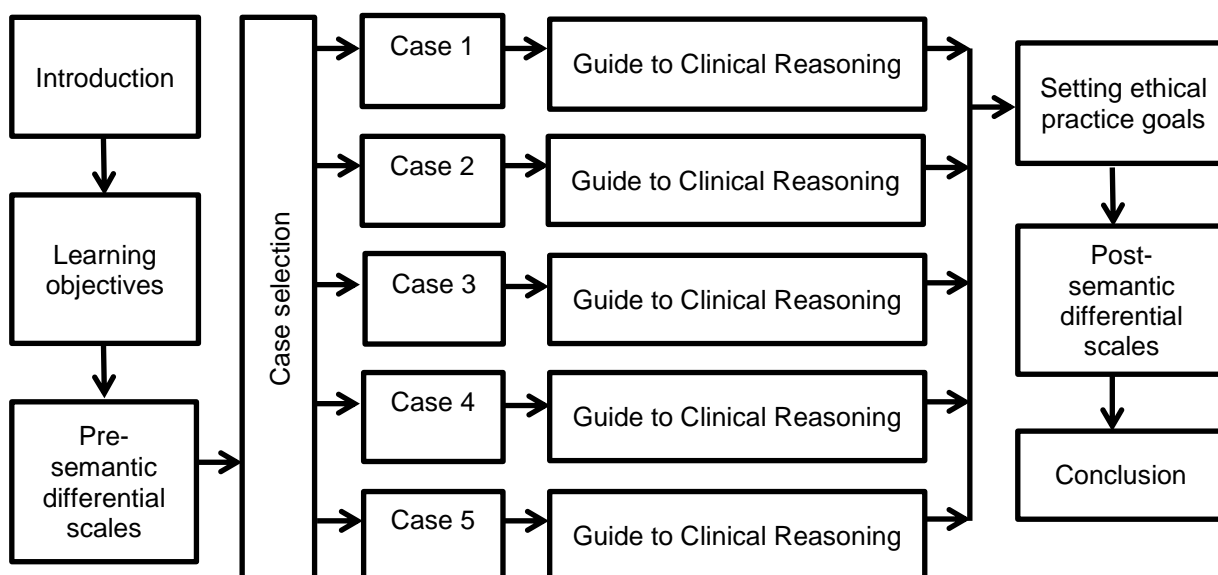 Introduction
Learning
objectives
Pre-
semantic
differential
scales
Case selection
Case 1
Guide to Clinical Reasoning
Case 2
Guide to Clinical Reasoning
Case 3
Guide to Clinical Reasoning
Case 4
Guide to Clinical Reasoning
Case 5
Guide to Clinical Reasoning
Setting ethical
practice goals
Post-
semantic
differential
scales
Conclusion